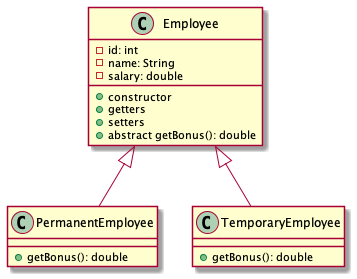 C Employee
id: int
name: String
salary: double
constructor
getters
setters
abstract getBonus(): double
C PermanentEmployee
getBonus(): double
C TemporaryEmployee
getBonus(): double